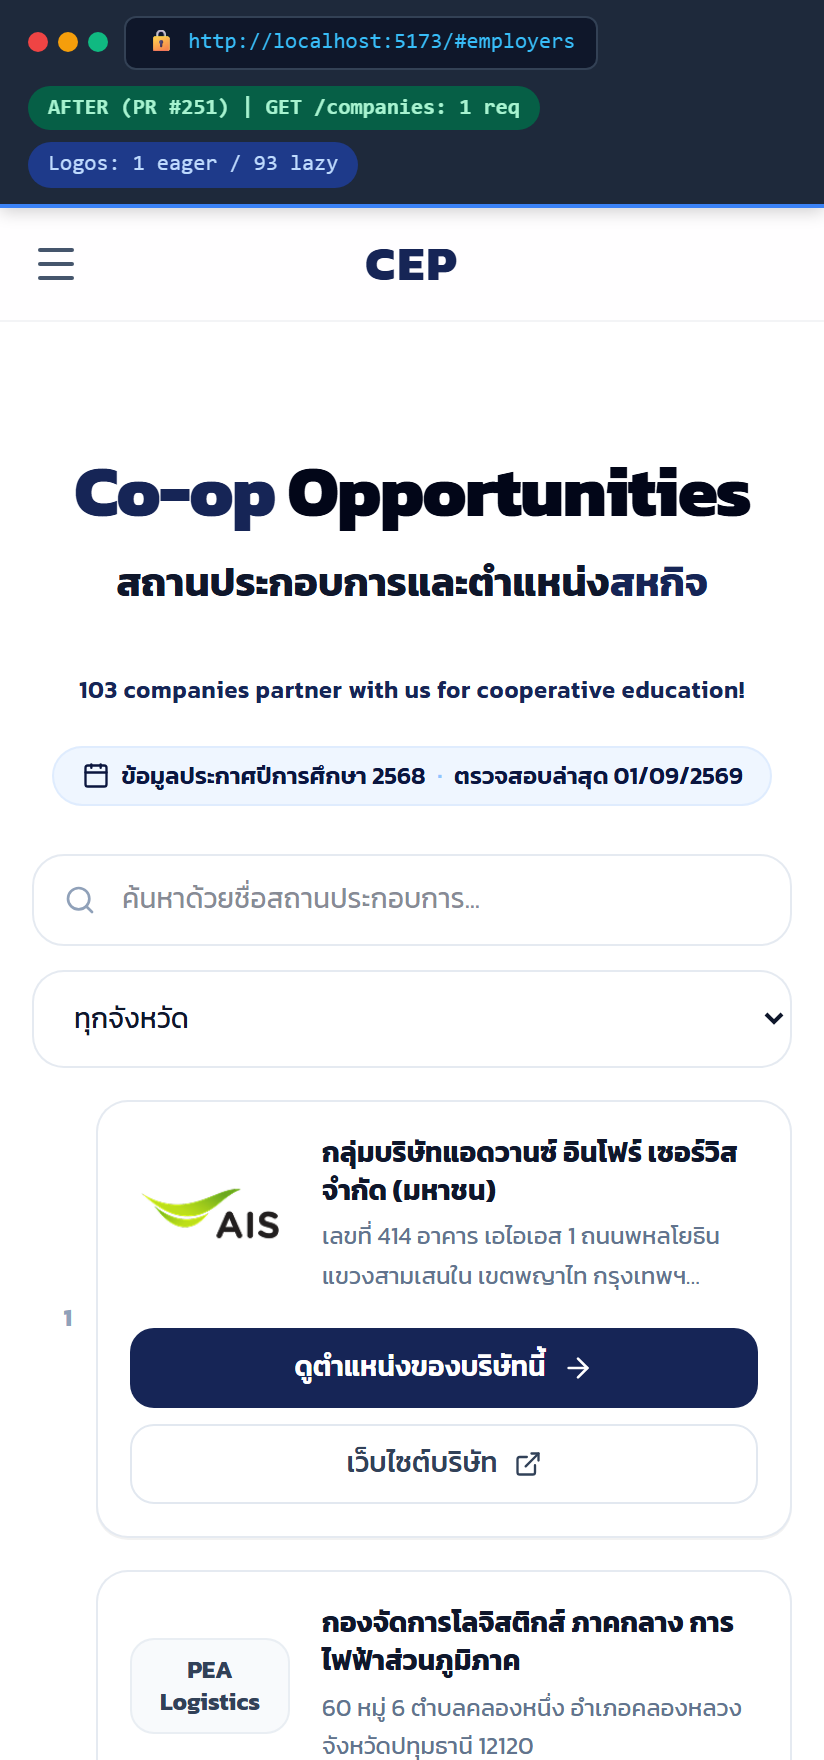 http://localhost:5173/#employers
AFTER (PR #251) | GET /companies: 1 req
Logos: 1 eager / 93 lazy
CEP
Co-op Opportunities
สถานประกอบการและตำแหน่งสหกิจ
103 companies partner with us for cooperative education!
ข้อมูลประกาศปีการศึกษา 2568 · ตรวจสอบล่าสุด 01/09/2569
ค้นหาด้วยชื่อสถานประกอบการ...
ทุกจังหวัด
1
AIS
กลุ่มบริษัทแอดวานซ์ อินโฟร์ เซอร์วิส
จำกัด (มหาชน)
เลขที่ 414 อาคาร เอไอเอส 1 ถนนพหลโยธิน
แขวงสามเสนใน เขตพญาไท กรุงเทพฯ...
ดูตำแหน่งของบริษัทนี้
เว็บไซต์บริษัท
PEA
Logistics
กองจัดการโลจิสติกส์ ภาคกลาง การ
ไฟฟ้าส่วนภูมิภาค
60 หมู่ 6 ตำบลคลองหนึ่ง อำเภอคลองหลวง
จังหวัดปทุมธานี 12120